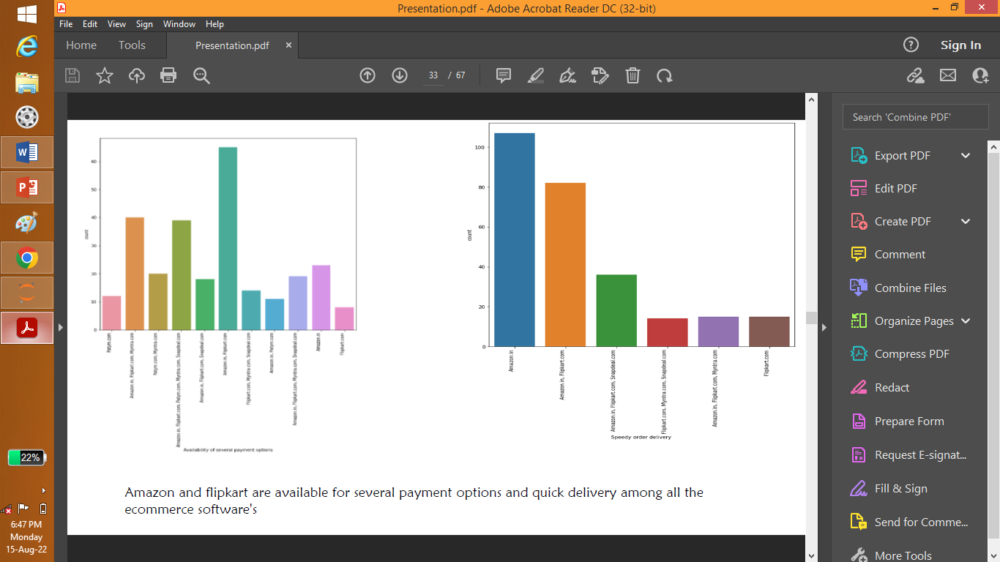 Presentation.pdf - Adobe Acrobat Reader DC (32-bit)
File Edit View Sign Window Help
Home Tools Presentation.pdf × Sign In
33 / 67
Search 'Combine PDF'
Export PDF
Edit PDF
Create PDF
Comment
Combine Files
Organize Pages
Compress PDF
Redact
Prepare Form
Request E-signat...
Fill & Sign
Send for Comme...
More Tools
60
50
40
30
20
10
0
count
Patym.com
Amazon.in, Flipkart.com, Myntra.com
Patym.com, Myntra.com
Amazon.in, Flipkart.com, Patym.com, Myntra.com, Snapdeal.com
Amazon.in, Flipkart.com, Snapdeal.com
Amazon.in, Flipkart.com
Flipkart.com, Myntra.com, Snapdeal.com
Amazon.in, Patym.com
Amazon.in, Flipkart.com, Myntra.com, Snapdeal.com
Amazon.in
Flipkart.com
Availability of several payment options
100
80
60
40
20
0
count
Amazon.in
Amazon.in, Flipkart.com
Amazon.in, Flipkart.com, Snapdeal.com
Flipkart.com, Myntra.com, Snapdeal.com
Amazon.in, Flipkart.com, Myntra.com
Flipkart.com
Speedy order delivery
Amazon and flipkart are available for several payment options and quick delivery among all the
ecommerce software's
22%
6:47 PM
Monday
15-Aug-22